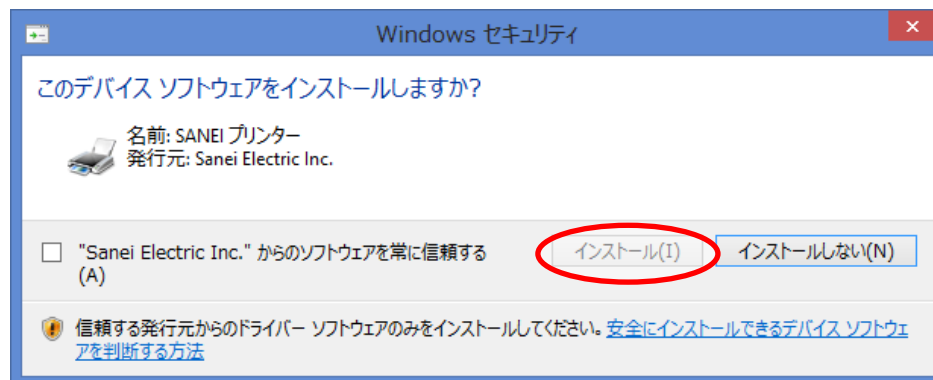 Windows セキュリティ
このデバイス ソフトウェアをインストールしますか?
名前: SANEI プリンター
発行元: Sanei Electric Inc.
"Sanei Electric Inc." からのソフトウェアを常に信頼する
(A)
インストール(I)
インストールしない(N)
信頼する発行元からのドライバー ソフトウェアのみをインストールしてください。安全にインストールできるデバイス ソフトウェ
アを判断する方法